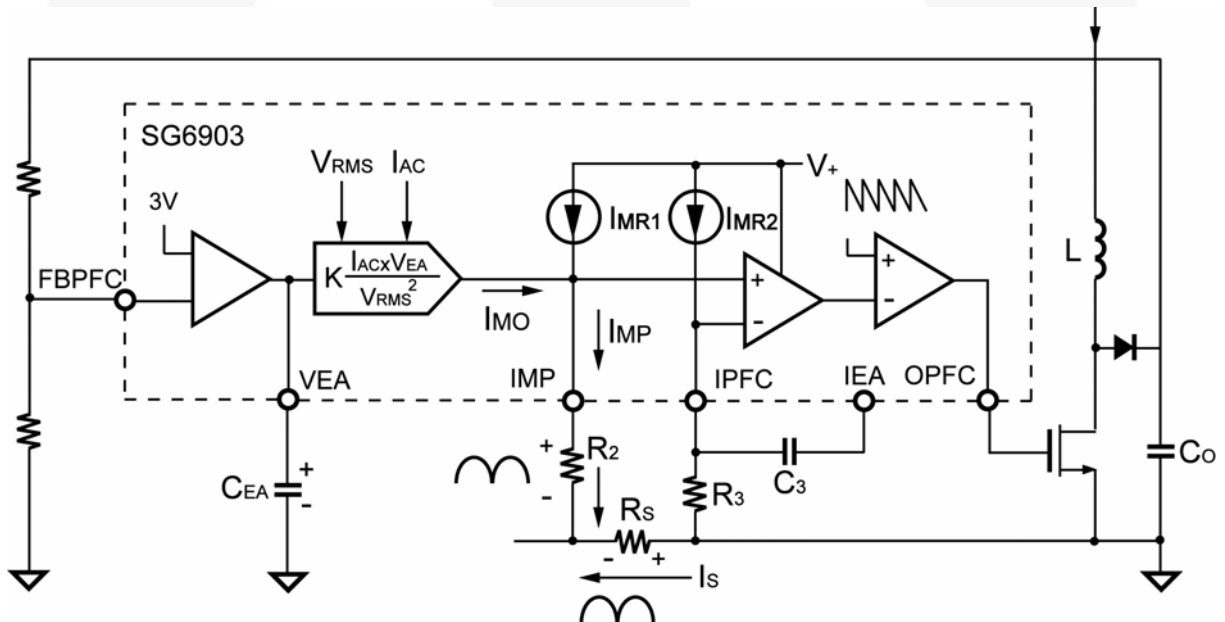 SG6903
VRMS IAC
V+
3V
IMR1 IMR2
L
FBPFC
K IACxVEA
VRMS2
+
-
+
-
IMO
IMP
VEA IMP IPFC IEA OPFC
+
-
R2
CEA
+
-
C3
R3
CO
RS
- +
IS